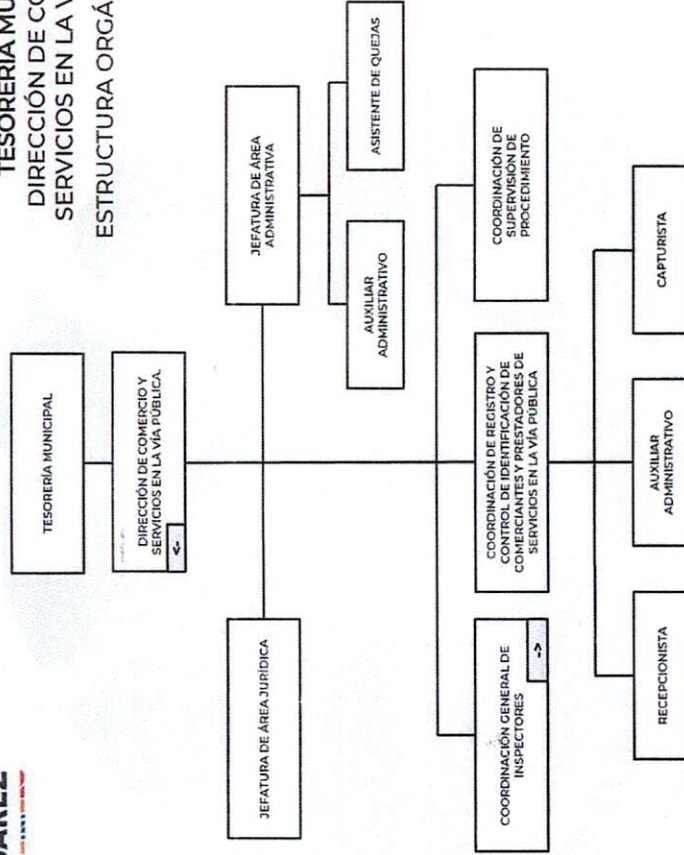 TESORERÍA
DIRECCIÓN DE
SERVICIOS EN LA
ESTRUCTURA
TESORERÍA MUNICIPAL
DIRECCIÓN DE COMERCIO Y
SERVICIOS EN LA VÍA PÚBLICA.
<-
JEFATURA DE ÁREA JURÍDICA
JEFATURA DE ÁREA
ADMINISTRATIVA
AUXILIAR
ADMINISTRATIVO
ASISTENTE DE QUEJAS
COORDINACIÓN GENERAL DE
INSPECTORES
->
COORDINACIÓN DE REGISTRO Y
CONTROL DE IDENTIFICACIÓN DE
COMERCIANTES Y PRESTADORES DE
SERVICIOS EN LA VÍA PÚBLICA
COORDINACIÓN DE
SUPERVISIÓN DE
PROCEDIMIENTO
RECEPCIONISTA
AUXILIAR
ADMINISTRATIVO
CAPTURISTA